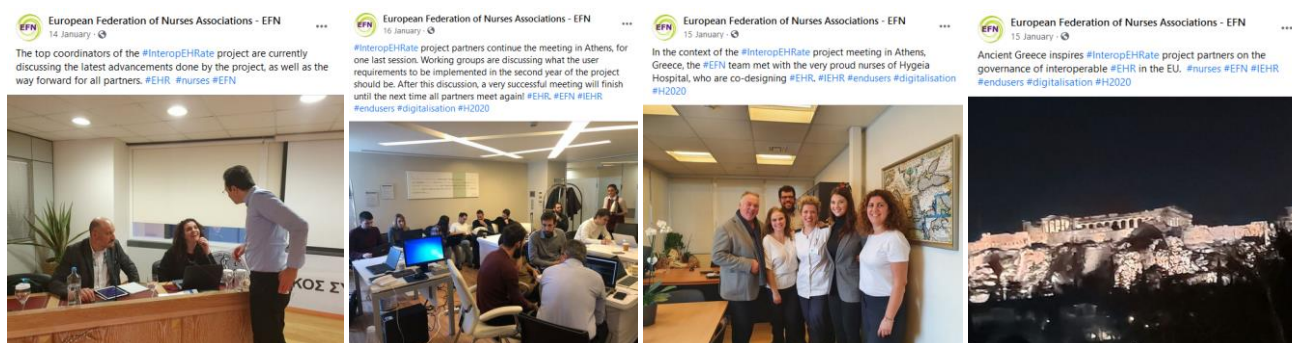 European Federation of Nurses Associations - EFN
14 January ·
The top coordinators of the #InteropEHRate project are currently
discussing the latest advancements done by the project, as well as the
way forward for all partners. #EHR #nurses #EFN
ΙΚΟΣ ΣΥ
European Federation of Nurses Associations - EFN
16 January ·
#InteropEHRate project partners continue the meeting in Athens, for
one last session. Working groups are discussing what the user
requirements to be implemented in the second year of the project
should be. After this discussion, a very successful meeting will finish
until the next time all partners meet again! #EHR. #EFN #IEHR
#endusers #digitalisation #H2020
European Federation of Nurses Associations - EFN
15 January ·
In the context of the #InteropEHRate project meeting in Athens,
Greece, the #EFN team met with the very proud nurses of Hygeia
Hospital, who are co-designing #EHR. #IEHR #endusers #digitalisation
#H2020
European Federation of Nurses Associations - EFN
15 January ·
Ancient Greece inspires #InteropEHRate project partners on the
governance of interoperable #EHR in the EU. #nurses #EFN #IEHR
#endusers #digitalisation #H2020